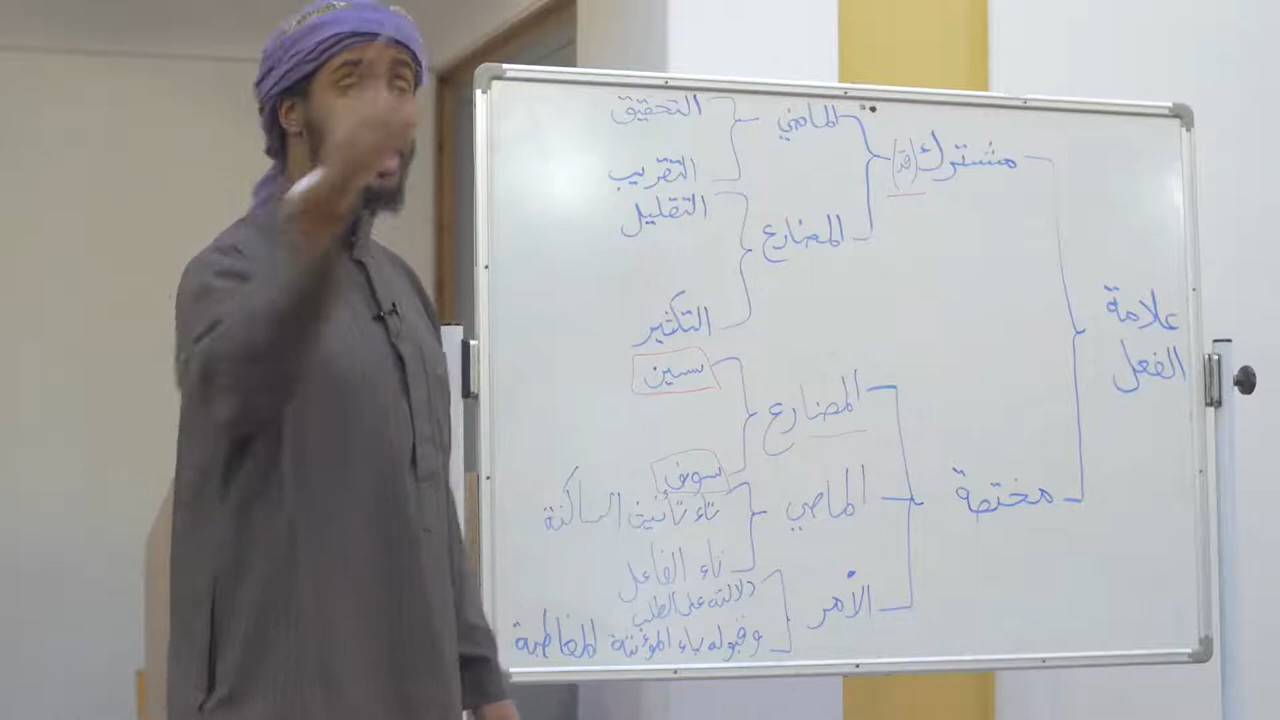 علامة
الفعل
مشترك (قد)
الماضي
التحقيق
التقريب
المضارع
التقليل
التكثير
مختصة
المضارع
سين
سوف
الماضي
تاء تأنيث الساكنة
تاء الفاعل
الأمر
دلالته على الطلب
وقبوله ياء المؤنثة المخاطبة